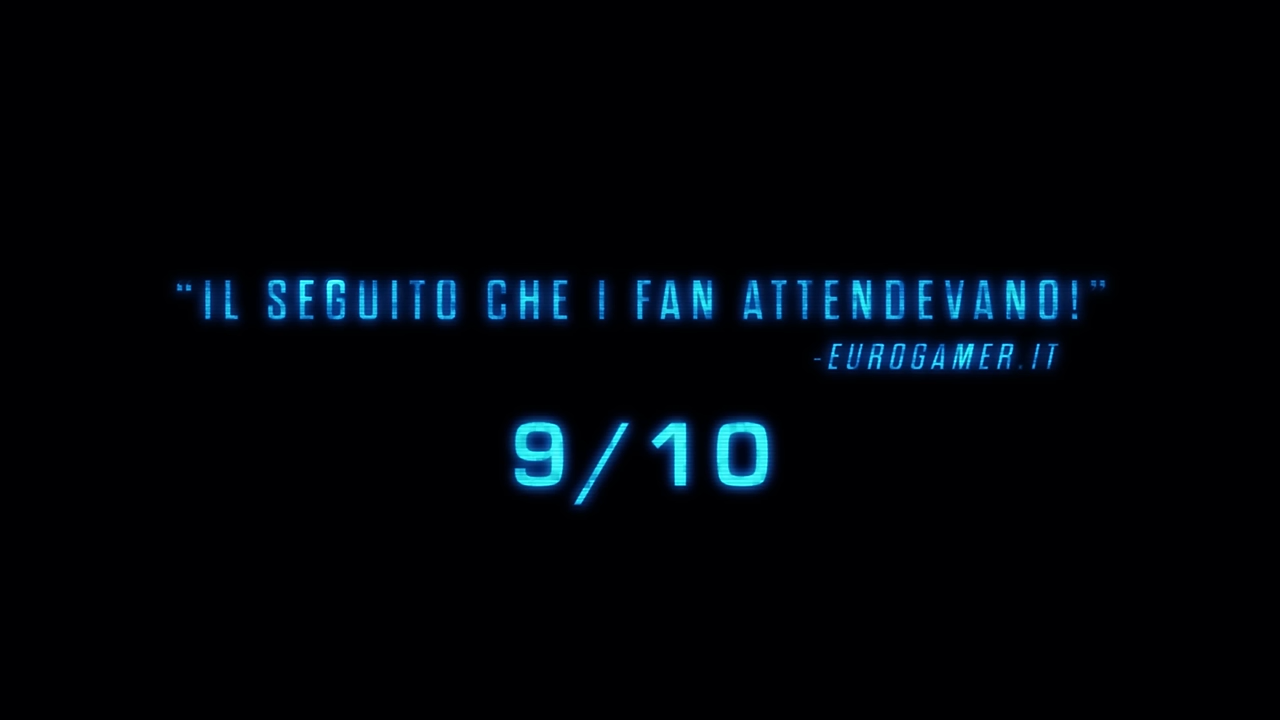 “IL SEGUITO CHE I FAN ATTENDEVANO!”
-EUROGAMER.IT
9/10